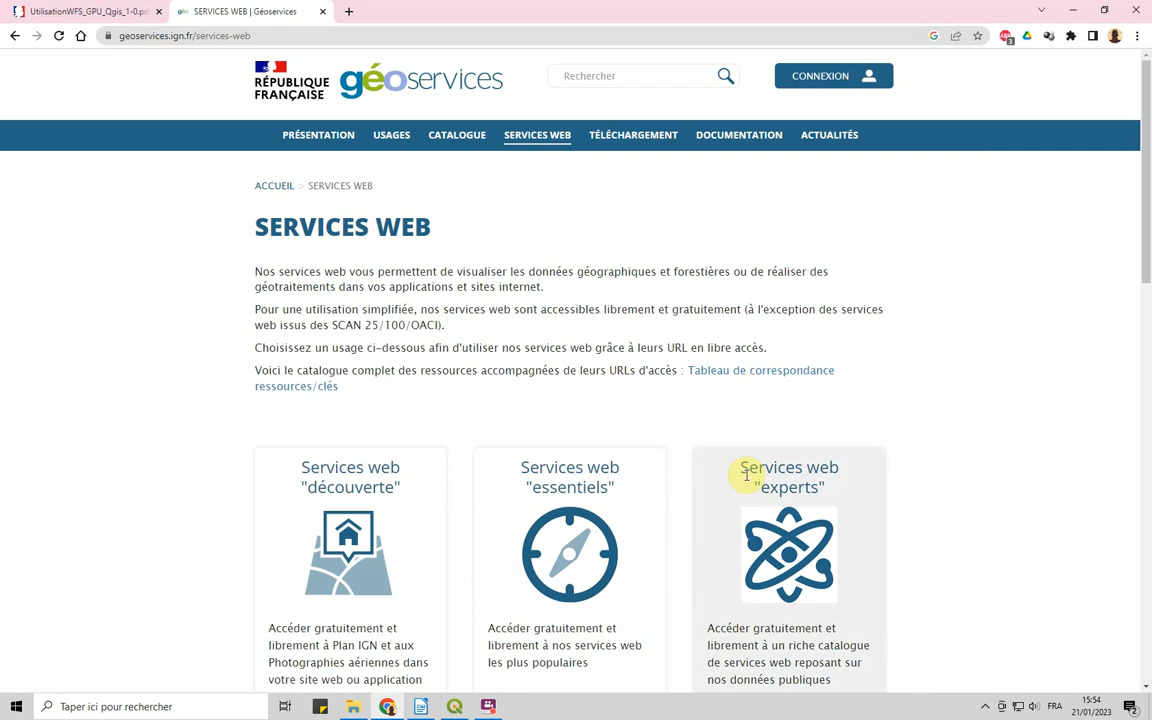 UtilisationWFS_GPU_Qgis_1-0.pd
SERVICES WEB | Géoservices
geoservices.ign.fr/services-web
RÉPUBLIQUE
FRANÇAISE
géoservices
Rechercher
CONNEXION
PRÉSENTATION
USAGES
CATALOGUE
SERVICES WEB
TÉLÉCHARGEMENT
DOCUMENTATION
ACTUALITÉS
ACCUEIL > SERVICES WEB
SERVICES WEB
Nos services web vous permettent de visualiser les données géographiques et forestières ou de réaliser des
géotraitements dans vos applications et sites internet.
Pour une utilisation simplifiée, nos services web sont accessibles librement et gratuitement (à l'exception des services
web issus des SCAN 25/100/OACI).
Choisissez un usage ci-dessous afin d'utiliser nos services web grâce à leurs URL en libre accès.
Voici le catalogue complet des ressources accompagnées de leurs URLs d'accès : Tableau de correspondance
ressources/clés
Services web
"découverte"
Accéder gratuitement et
librement à Plan IGN et aux
Photographies aériennes dans
votre site web ou application
Services web
"essentiels"
Accéder gratuitement et
librement à nos services web
les plus populaires
Services web
"experts"
Accéder gratuitement et
librement à un riche catalogue
de services web reposant sur
nos données publiques
Taper ici pour rechercher
FRA
15:54
21/01/2023